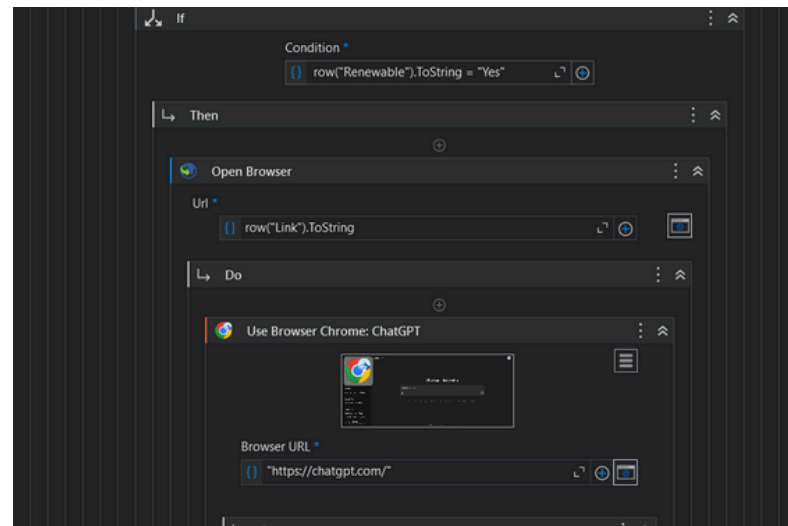 If
Condition *
row("Renewable").ToString = "Yes"
Then
Open Browser
Url *
row("Link").ToString
Do
Use Browser Chrome: ChatGPT
Browser URL *
"https://chatgpt.com/"